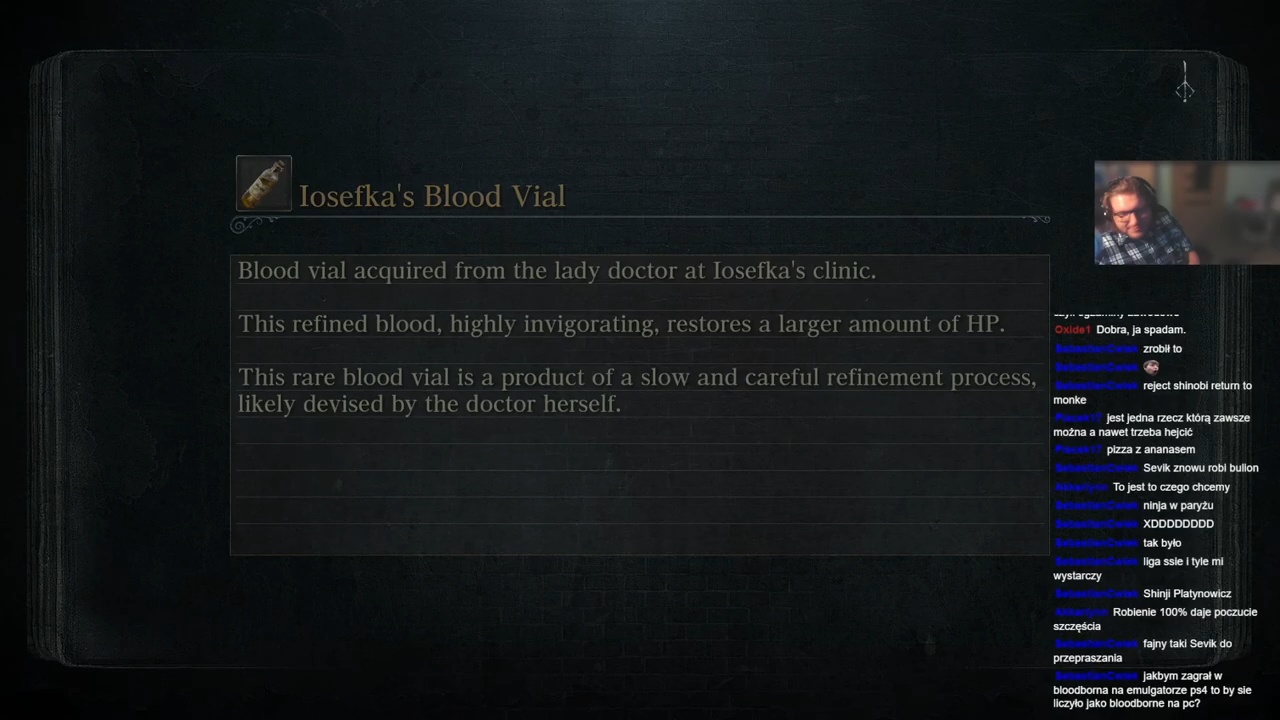 Iosefka's Blood Vial
Blood vial acquired from the lady doctor at Iosefka's clinic.
This refined blood, highly invigorating, restores a larger amount of HP.
This rare blood vial is a product of a slow and careful refinement process,
likely devised by the doctor herself.
Oxide1 Dobra, ja spadam.
zrobił to
reject shinobi return to
monke
jest jedna rzecz którą zawsze
można a nawet trzeba hejcić
pizza z ananasem
Sevik znowu robi bulion
To jest to czego chcemy
ninja w paryżu
XDDDDDDDD
tak było
liga ssie i tyle mi
wystarczy
Shinji Platynowicz
Robienie 100% daje poczucie
szczęścia
fajny taki Sevik do
przepraszania
jakbym zagrał w
bloodborna na emulgatorze ps4 to by sie
liczyło jako bloodborne na pc?